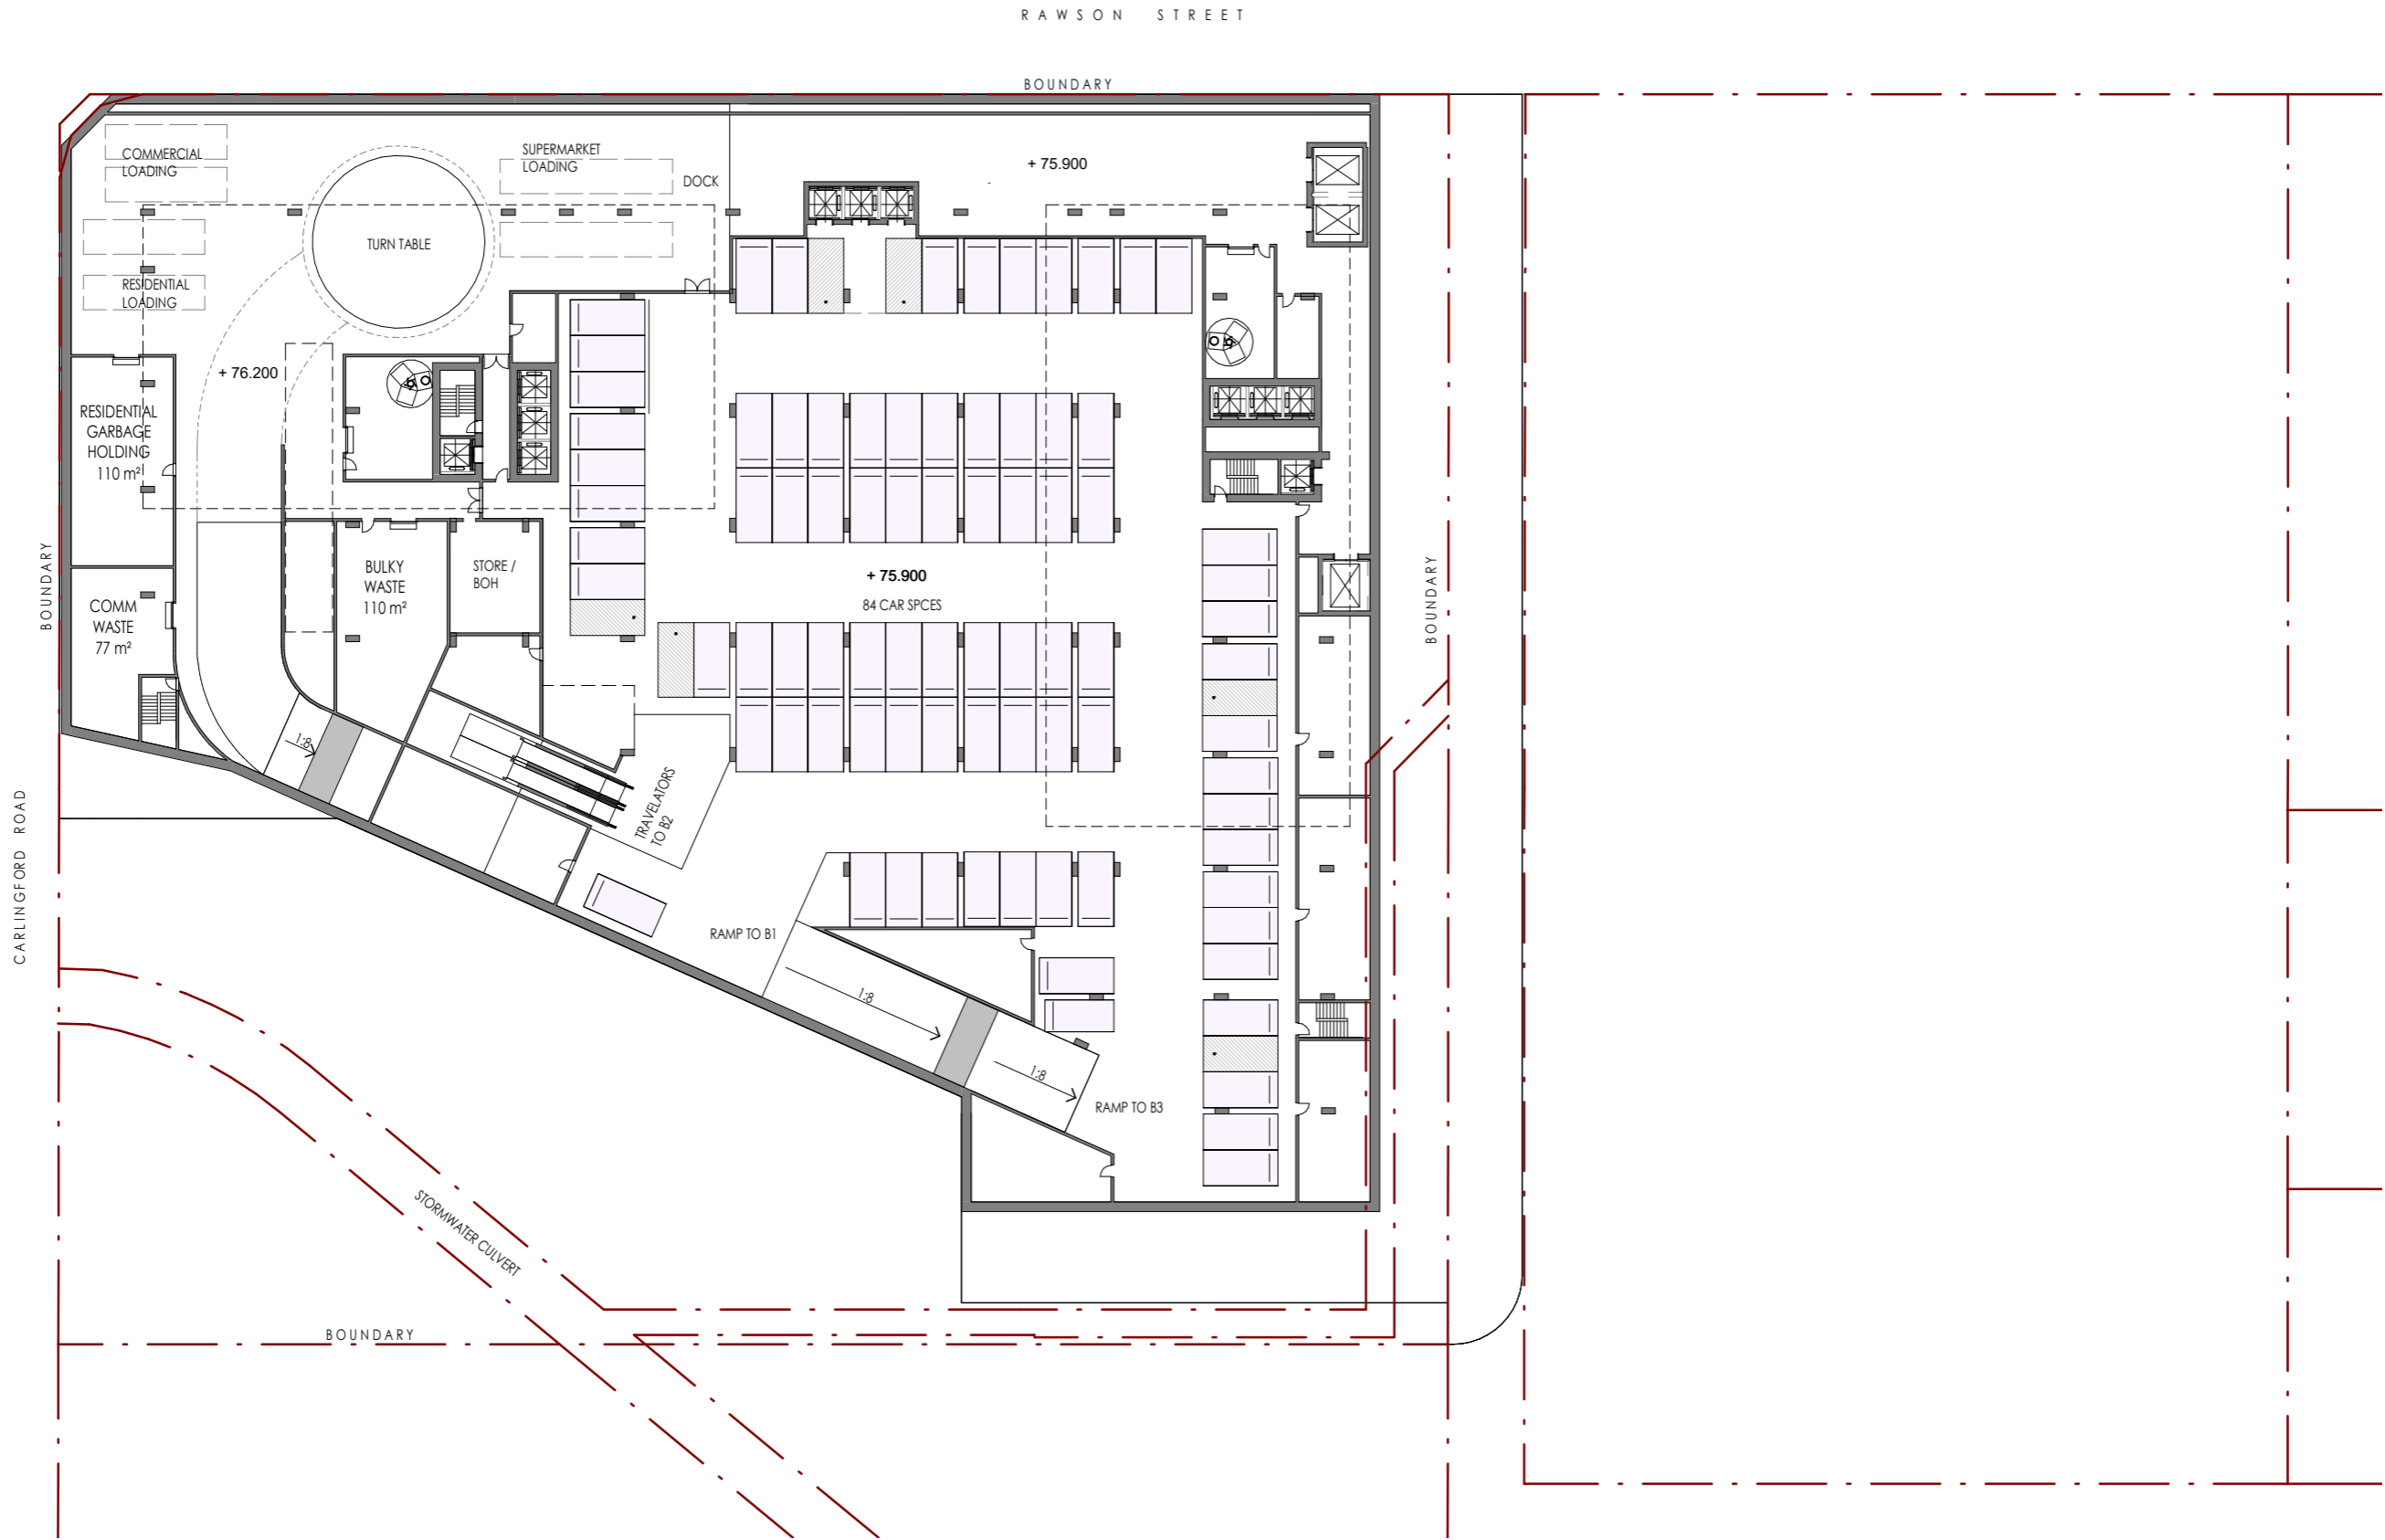 RAWSON STREET
BOUNDARY
COMMERCIAL
LOADING
SUPERMARKET
LOADING
DOCK
+ 75.900
TURN TABLE
RESIDENTIAL
LOADING
+ 76.200
RESIDENTIAL
GARBAGE
HOLDING
110 m²
BULKY
WASTE
110 m²
STORE /
BOH
+ 75.900
84 CAR SPCES
COMM
WASTE
77 m²
BOUNDARY
BOUNDARY
1:8
TRAVELATORS
TO B2
CARLINGFORD ROAD
RAMP TO B1
1:8
1:8
RAMP TO B3
STORMWATER CULVERT
BOUNDARY